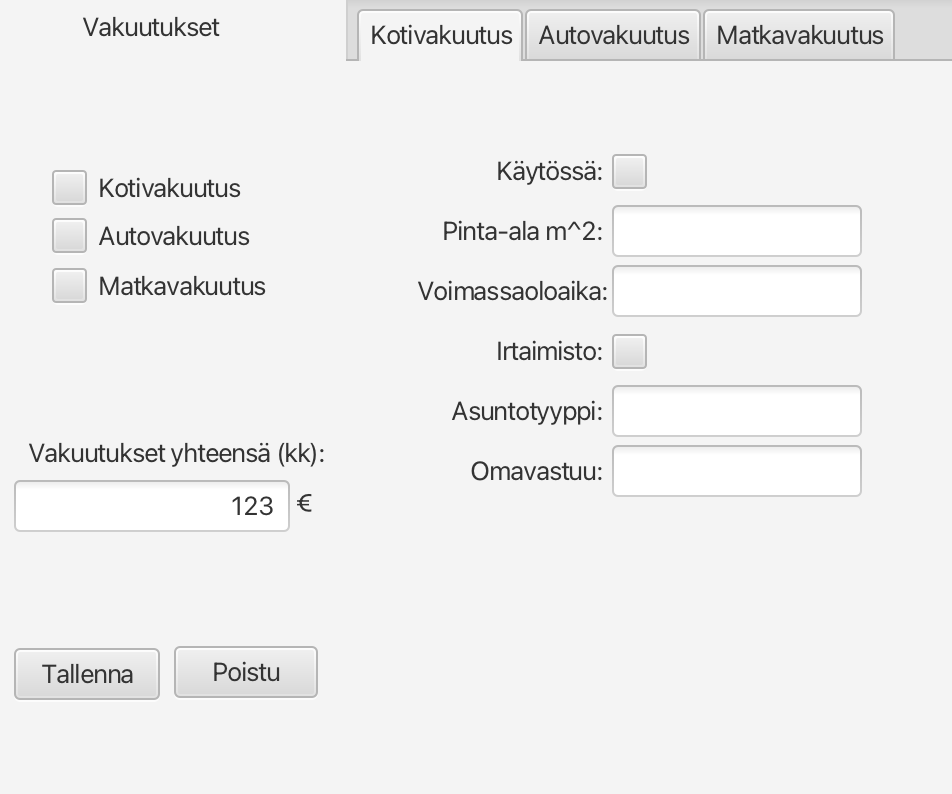 Vakuutukset
Kotivakuutus Autovakuutus Matkavakuutus
Kotivakuutus
Autovakuutus
Matkavakuutus
Vakuutukset yhteensä (kk):
123 €
Tallenna Poistu
Käytössä:
Pinta-ala m^2:
Voimassaoloaika:
Irtaimisto:
Asuntotyyppi:
Omavastuu: